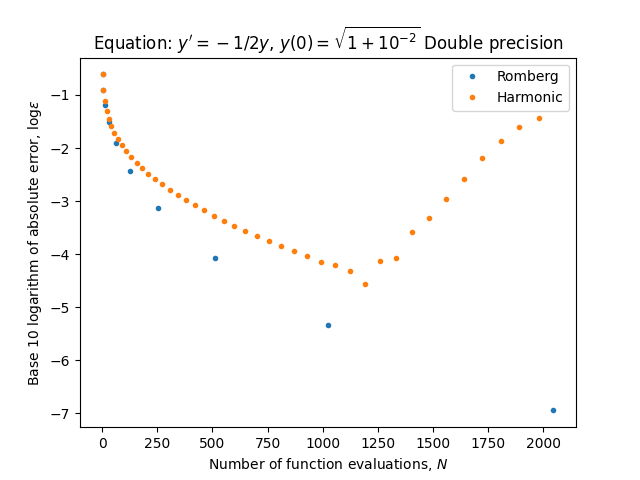 Equation: y′ = −1/2y, y(0) = √(1 + 10⁻²) Double precision
Romberg
Harmonic
Base 10 logarithm of absolute error, logε
−1
−2
−3
−4
−5
−6
−7
0 250 500 750 1000 1250 1500 1750 2000
Number of function evaluations, N